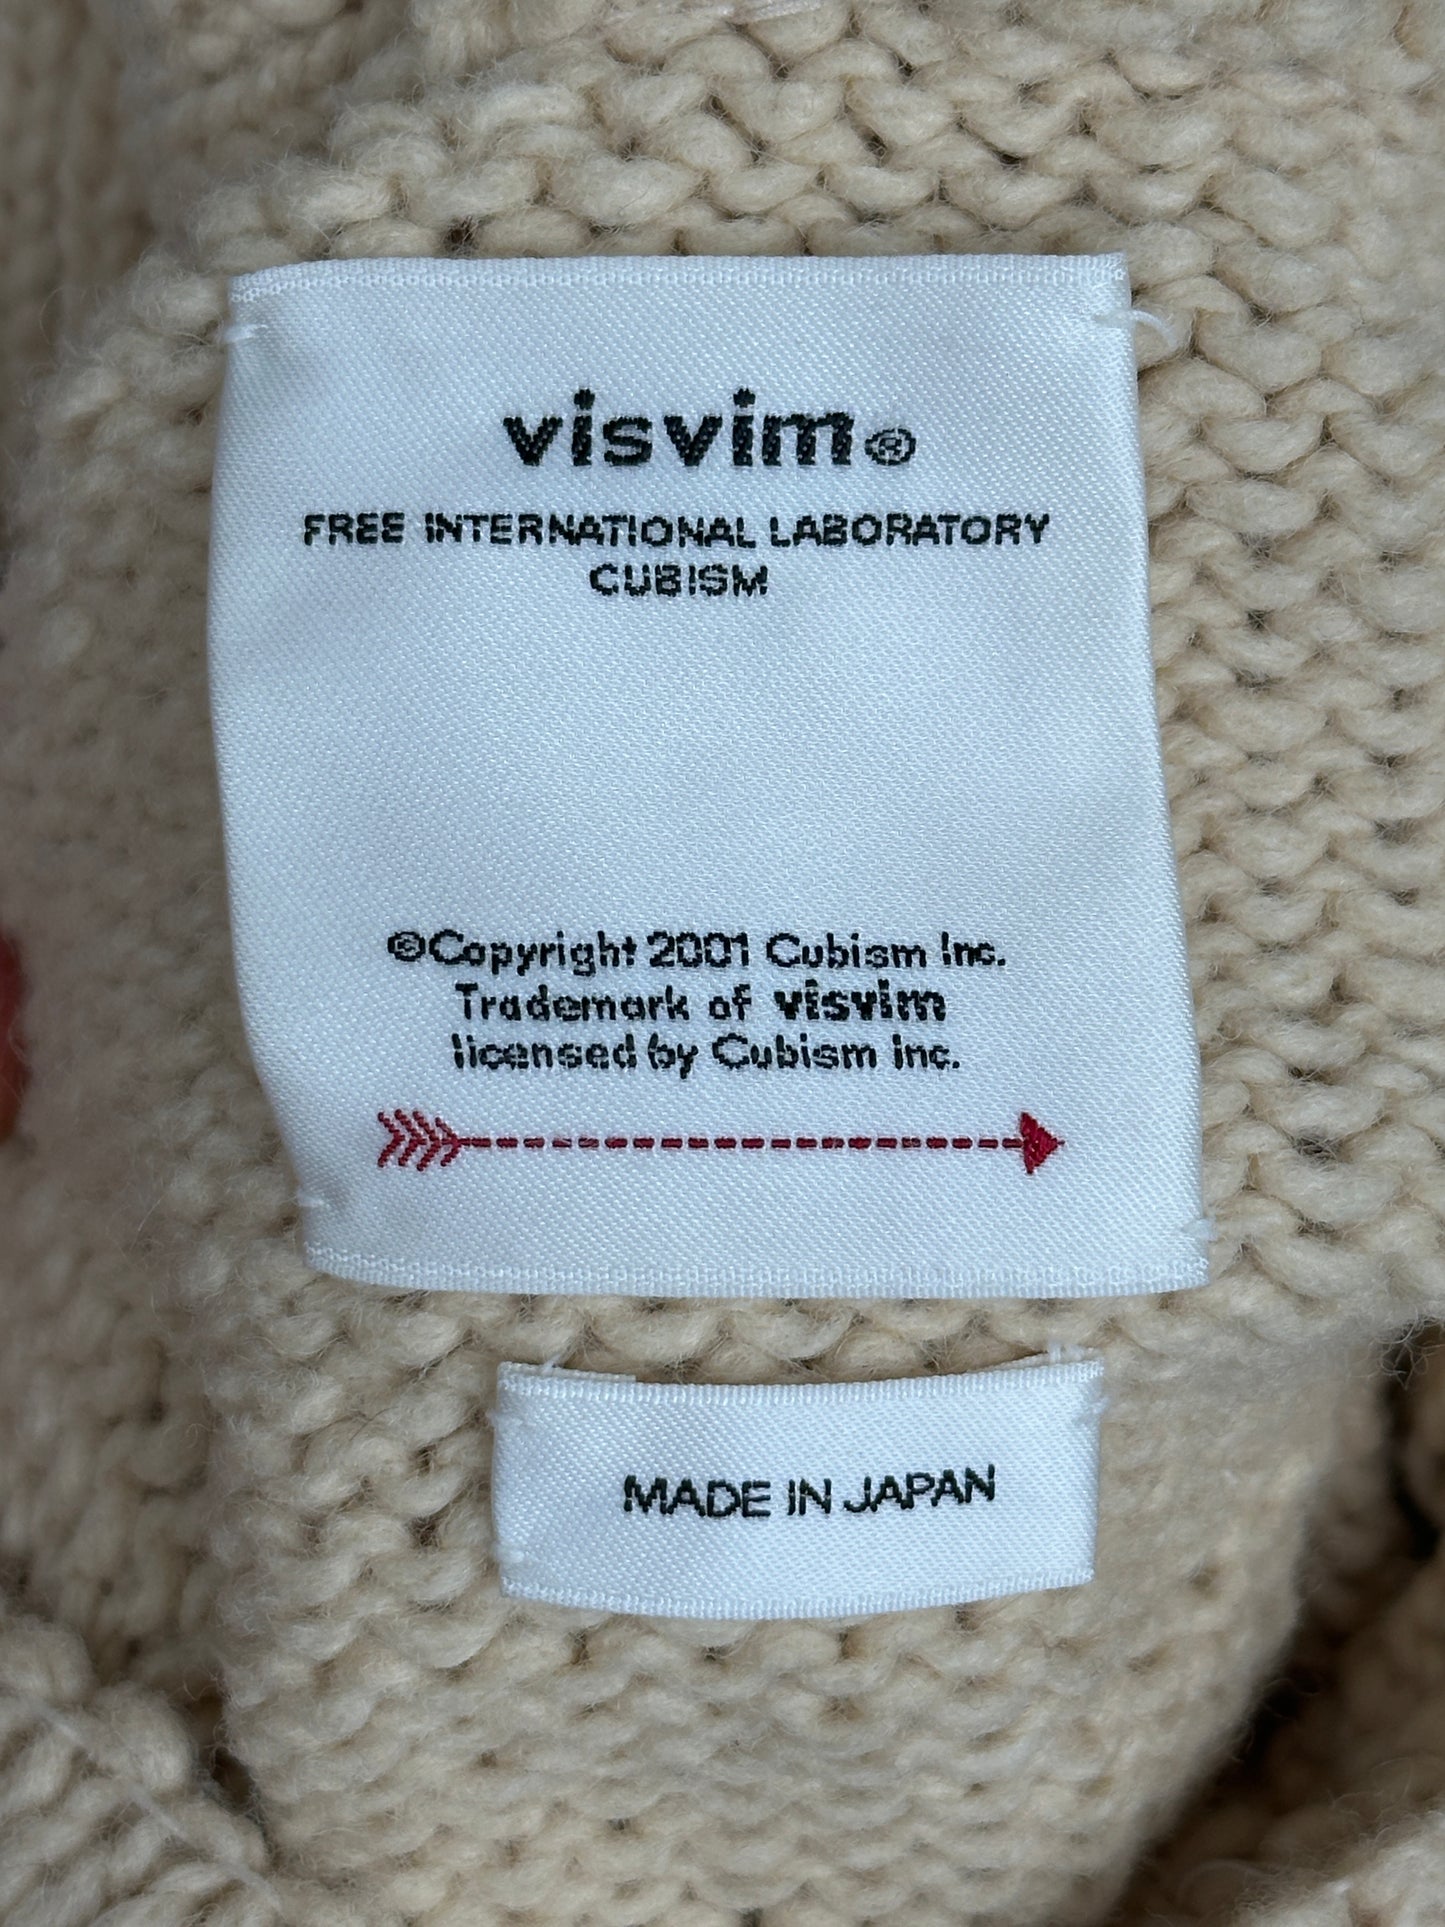 visvim®
FREE INTERNATIONAL LABORATORY
CUBISM
©Copyright 2001 Cubism Inc.
Trademark of visvim
licensed by Cubism Inc.
MADE IN JAPAN